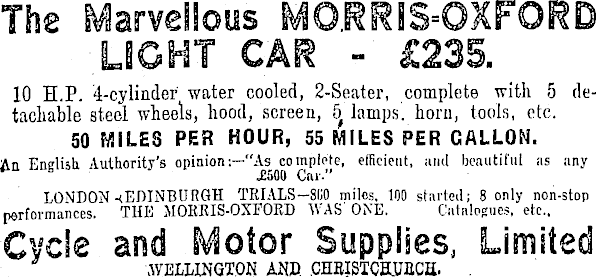 The Marvellous MORRIS-OXFORD
LIGHT CAR - £235.
10 H.P. 4-cylinder water cooled, 2-Seater, complete with 5 de-
tachable steel wheels, hood, screen, 5 lamps, horn, tools, etc.
50 MILES PER HOUR, 55 MILES PER GALLON.
An English Authority's opinion:—"As complete, efficient, and beautiful as any
£500 Car."
LONDON-EDINBURGH TRIALS—800 miles, 100 started; 8 only non-stop
performances. THE MORRIS-OXFORD WAS ONE. Catalogues, etc.,
Cycle and Motor Supplies, Limited
WELLINGTON AND CHRISTCHURCH.